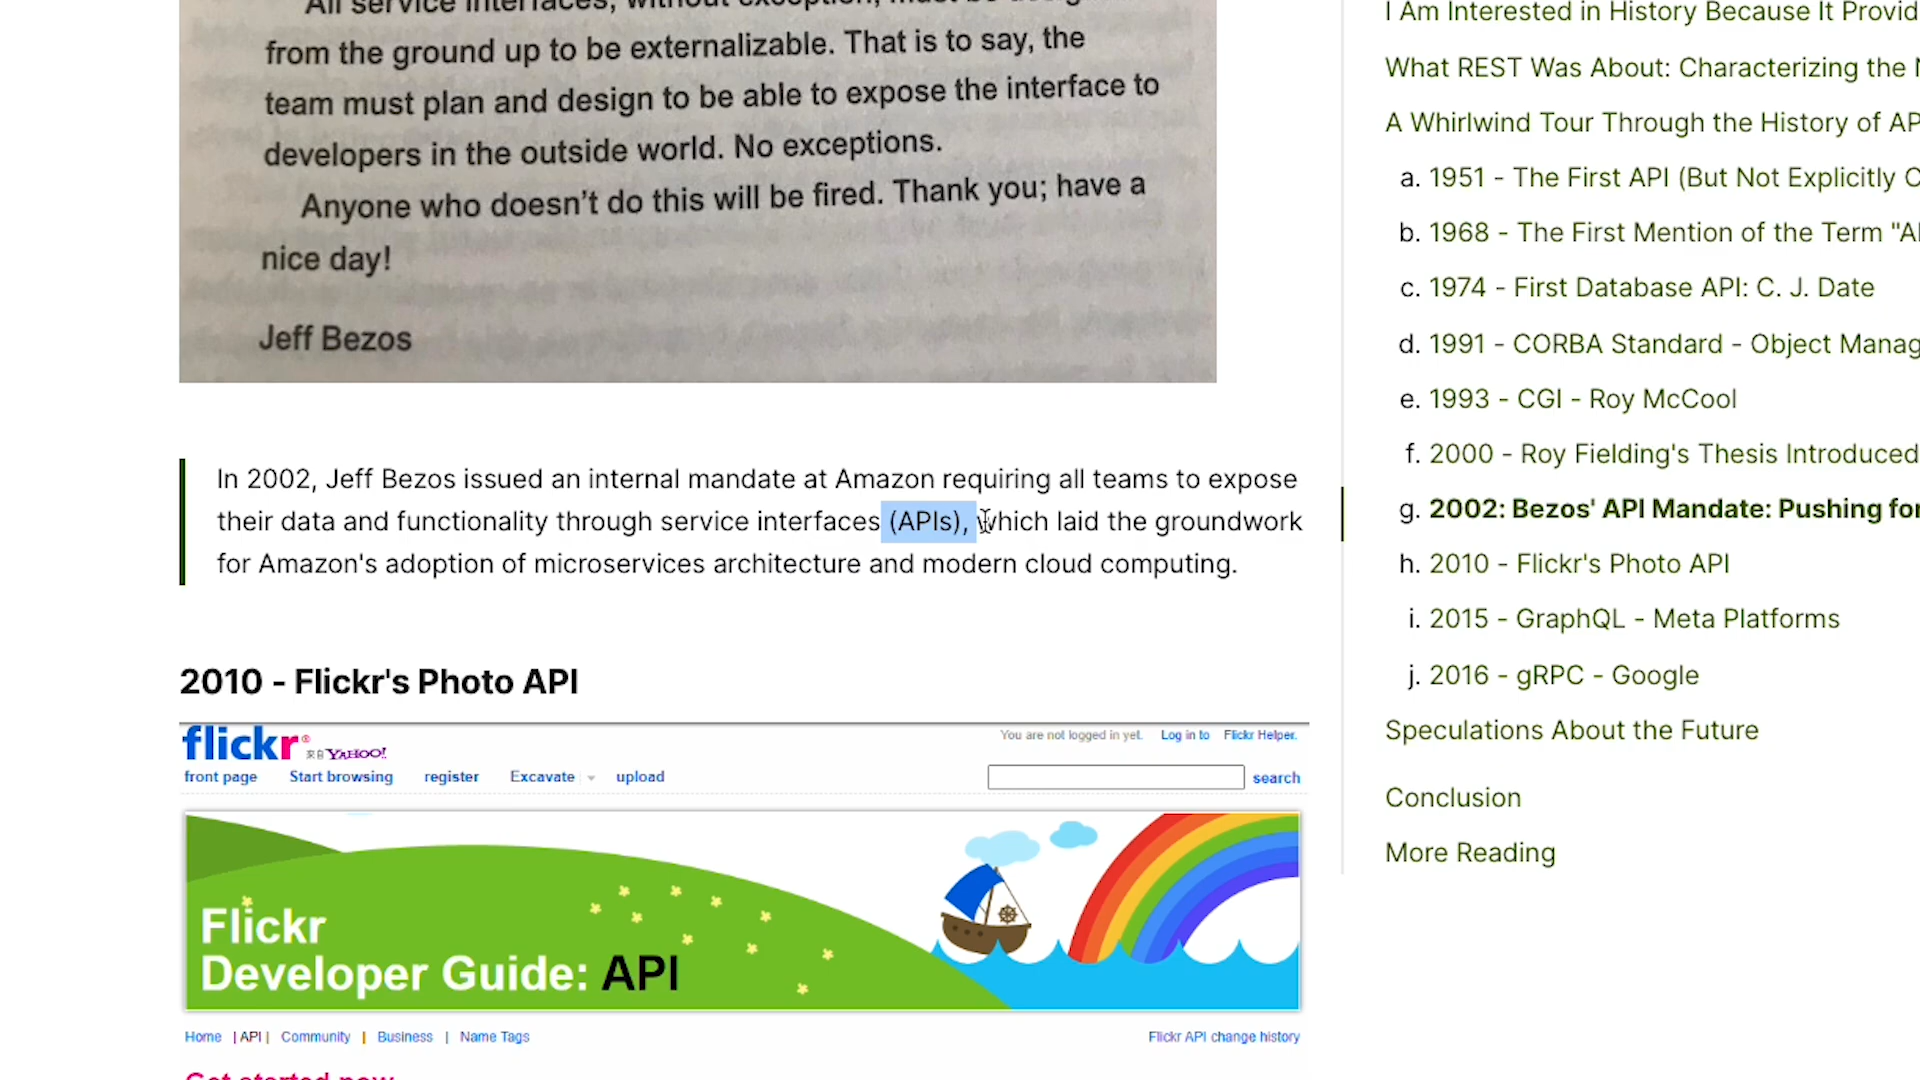 from the ground up to be externalizable. That is to say, the
team must plan and design to be able to expose the interface to
developers in the outside world. No exceptions.
Anyone who doesn't do this will be fired. Thank you; have a
nice day!
Jeff Bezos
In 2002, Jeff Bezos issued an internal mandate at Amazon requiring all teams to expose
their data and functionality through service interfaces (APIs), which laid the groundwork
for Amazon's adoption of microservices architecture and modern cloud computing.
2010 - Flickr's Photo API
flickr® 來自 YAHOO!
You are not logged in yet. Log in to Flickr Helper.
front page Start browsing register Excavate upload search
Flickr
Developer Guide: API
Home | API | Community | Business | Name Tags Flickr API change history
I Am Interested in History Because It Provid
What REST Was About: Characterizing the
A Whirlwind Tour Through the History of AP
a. 1951 - The First API (But Not Explicitly C
b. 1968 - The First Mention of the Term "A
c. 1974 - First Database API: C. J. Date
d. 1991 - CORBA Standard - Object Manag
e. 1993 - CGI - Roy McCool
f. 2000 - Roy Fielding's Thesis Introduced
g. 2002: Bezos' API Mandate: Pushing for
h. 2010 - Flickr's Photo API
i. 2015 - GraphQL - Meta Platforms
j. 2016 - gRPC - Google
Speculations About the Future
Conclusion
More Reading